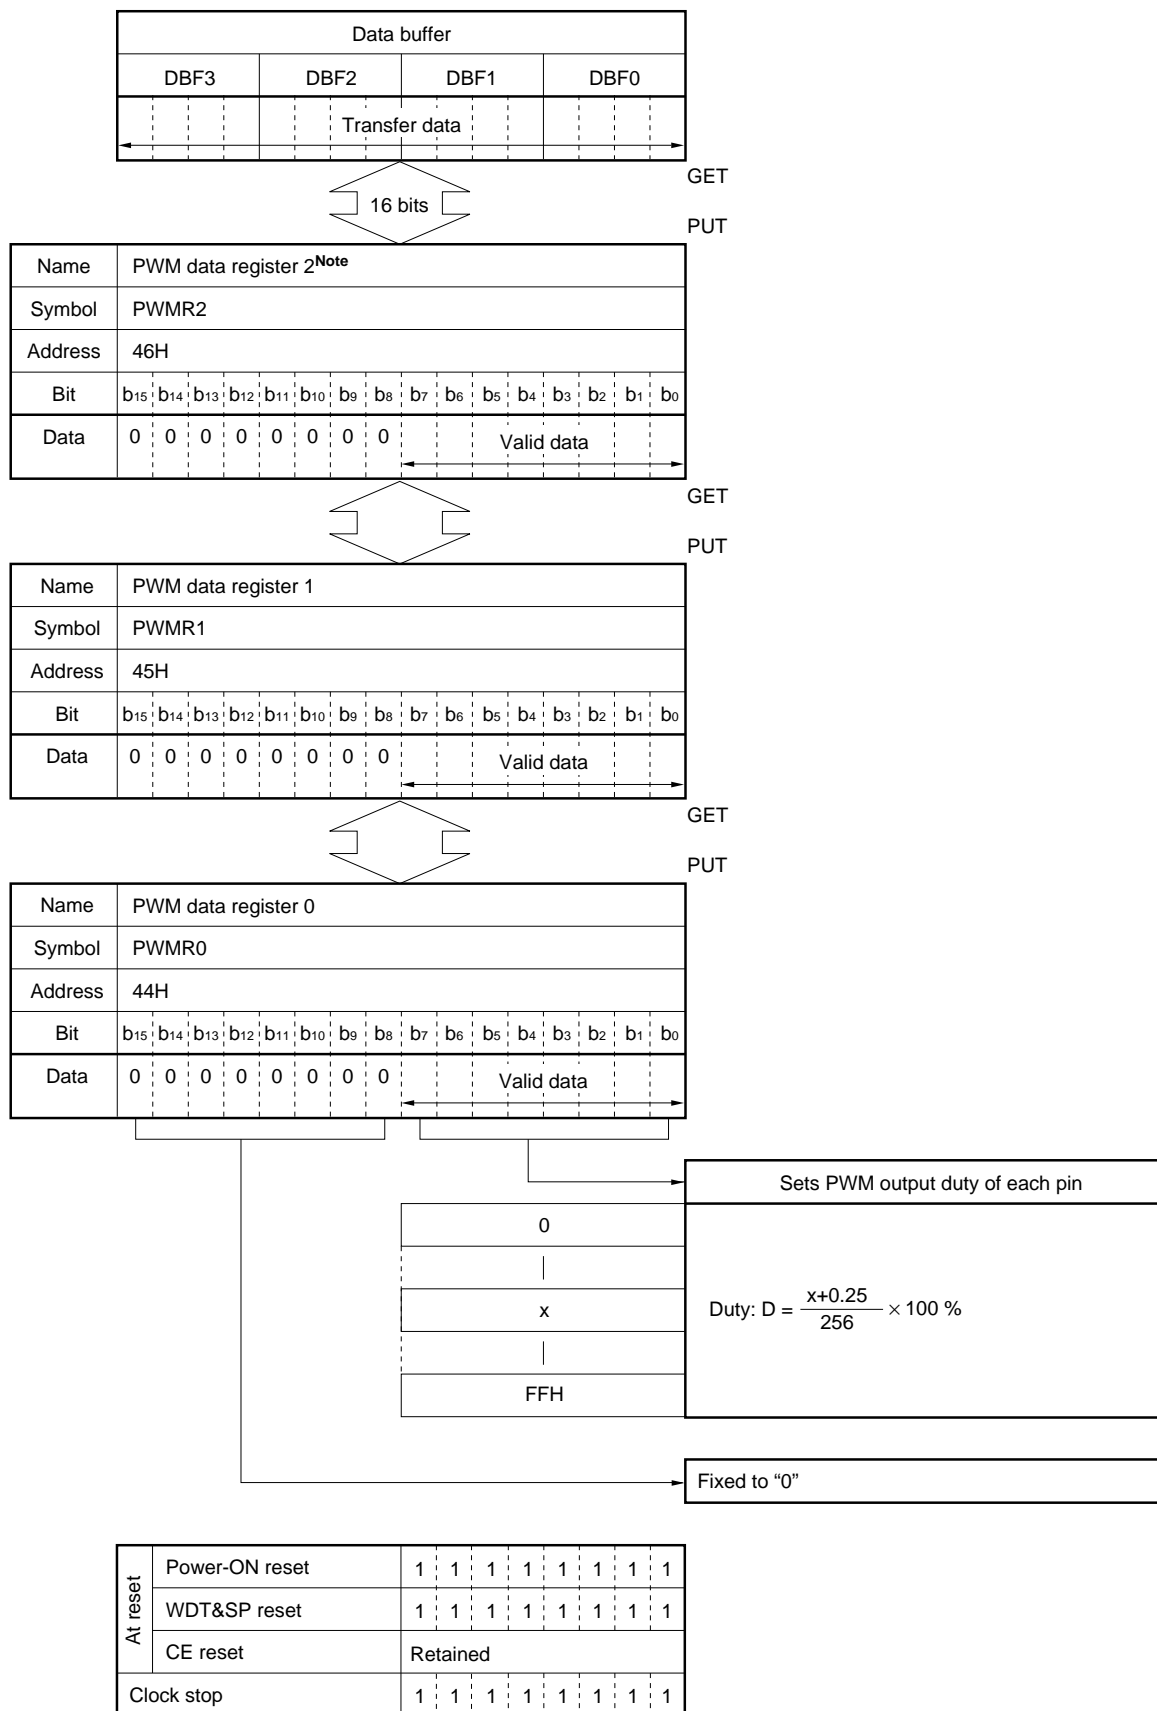 Data buffer
DBF3 DBF2 DBF1 DBF0
Transfer data
GET
16 bits
PUT
Name PWM data register 2Note
Symbol PWMR2
Address 46H
Bit b15 b14 b13 b12 b11 b10 b9 b8 b7 b6 b5 b4 b3 b2 b1 b0
Data 0 0 0 0 0 0 0 0 Valid data
GET
PUT
Name PWM data register 1
Symbol PWMR1
Address 45H
Bit b15 b14 b13 b12 b11 b10 b9 b8 b7 b6 b5 b4 b3 b2 b1 b0
Data 0 0 0 0 0 0 0 0 Valid data
GET
PUT
Name PWM data register 0
Symbol PWMR0
Address 44H
Bit b15 b14 b13 b12 b11 b10 b9 b8 b7 b6 b5 b4 b3 b2 b1 b0
Data 0 0 0 0 0 0 0 0 Valid data
Sets PWM output duty of each pin
0
x
FFH
Duty: D = x+0.25 / 256 × 100 %
Fixed to “0”
At reset
Power-ON reset 1 1 1 1 1 1 1 1
WDT&SP reset 1 1 1 1 1 1 1 1
CE reset Retained
Clock stop 1 1 1 1 1 1 1 1